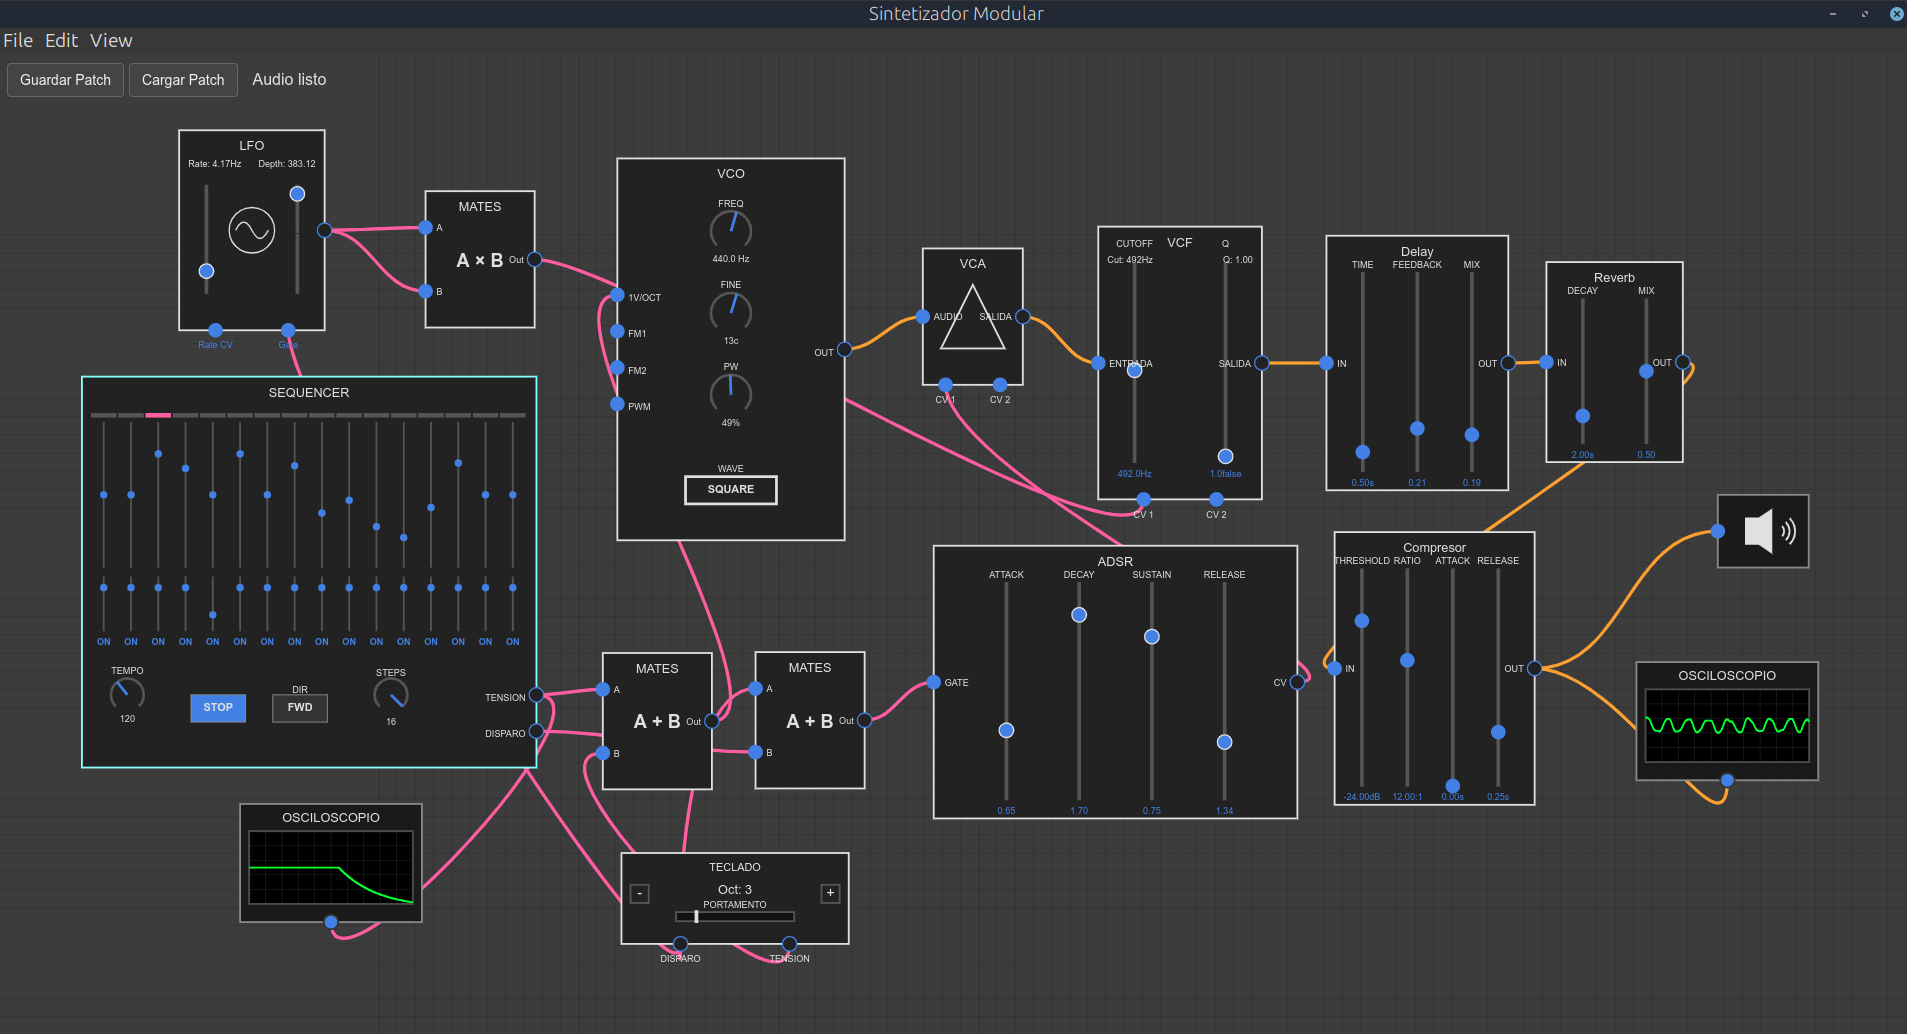 Sintetizador Modular
File Edit View
Guardar Patch
Cargar Patch
Audio listo
LFO
Rate: 4.17Hz
Depth: 383.12
Rate CV
Gate
MATES
A
A × B
Out
B
VCO
FREQ
440.0 Hz
FINE
13c
PW
49%
1V/OCT
FM1
FM2
PWM
OUT
WAVE
SQUARE
VCA
AUDIO
SALIDA
CV 1
CV 2
VCF
CUTOFF
Q
Cut: 492Hz
Q: 1.00
ENTRADA
SALIDA
492.0Hz
1.0false
CV 1
CV 2
Delay
TIME
FEEDBACK
MIX
IN
OUT
0.50s
0.21
0.19
Reverb
DECAY
MIX
IN
OUT
2.00s
0.50
SEQUENCER
ON ON ON ON ON ON ON ON ON ON ON ON ON ON ON ON
TEMPO
120
STOP
DIR
FWD
STEPS
16
TENSION
DISPARO
MATES
A
A + B
Out
B
MATES
A
A + B
Out
B
ADSR
ATTACK
DECAY
SUSTAIN
RELEASE
GATE
CV
0.65
1.70
0.75
1.34
Compresor
THRESHOLD
RATIO
ATTACK
RELEASE
IN
OUT
-24.00dB
12.00:1
0.00s
0.25s
OSCILOSCOPIO
OSCILOSCOPIO
TECLADO
-
Oct: 3
+
PORTAMENTO
DISPARO
TENSION